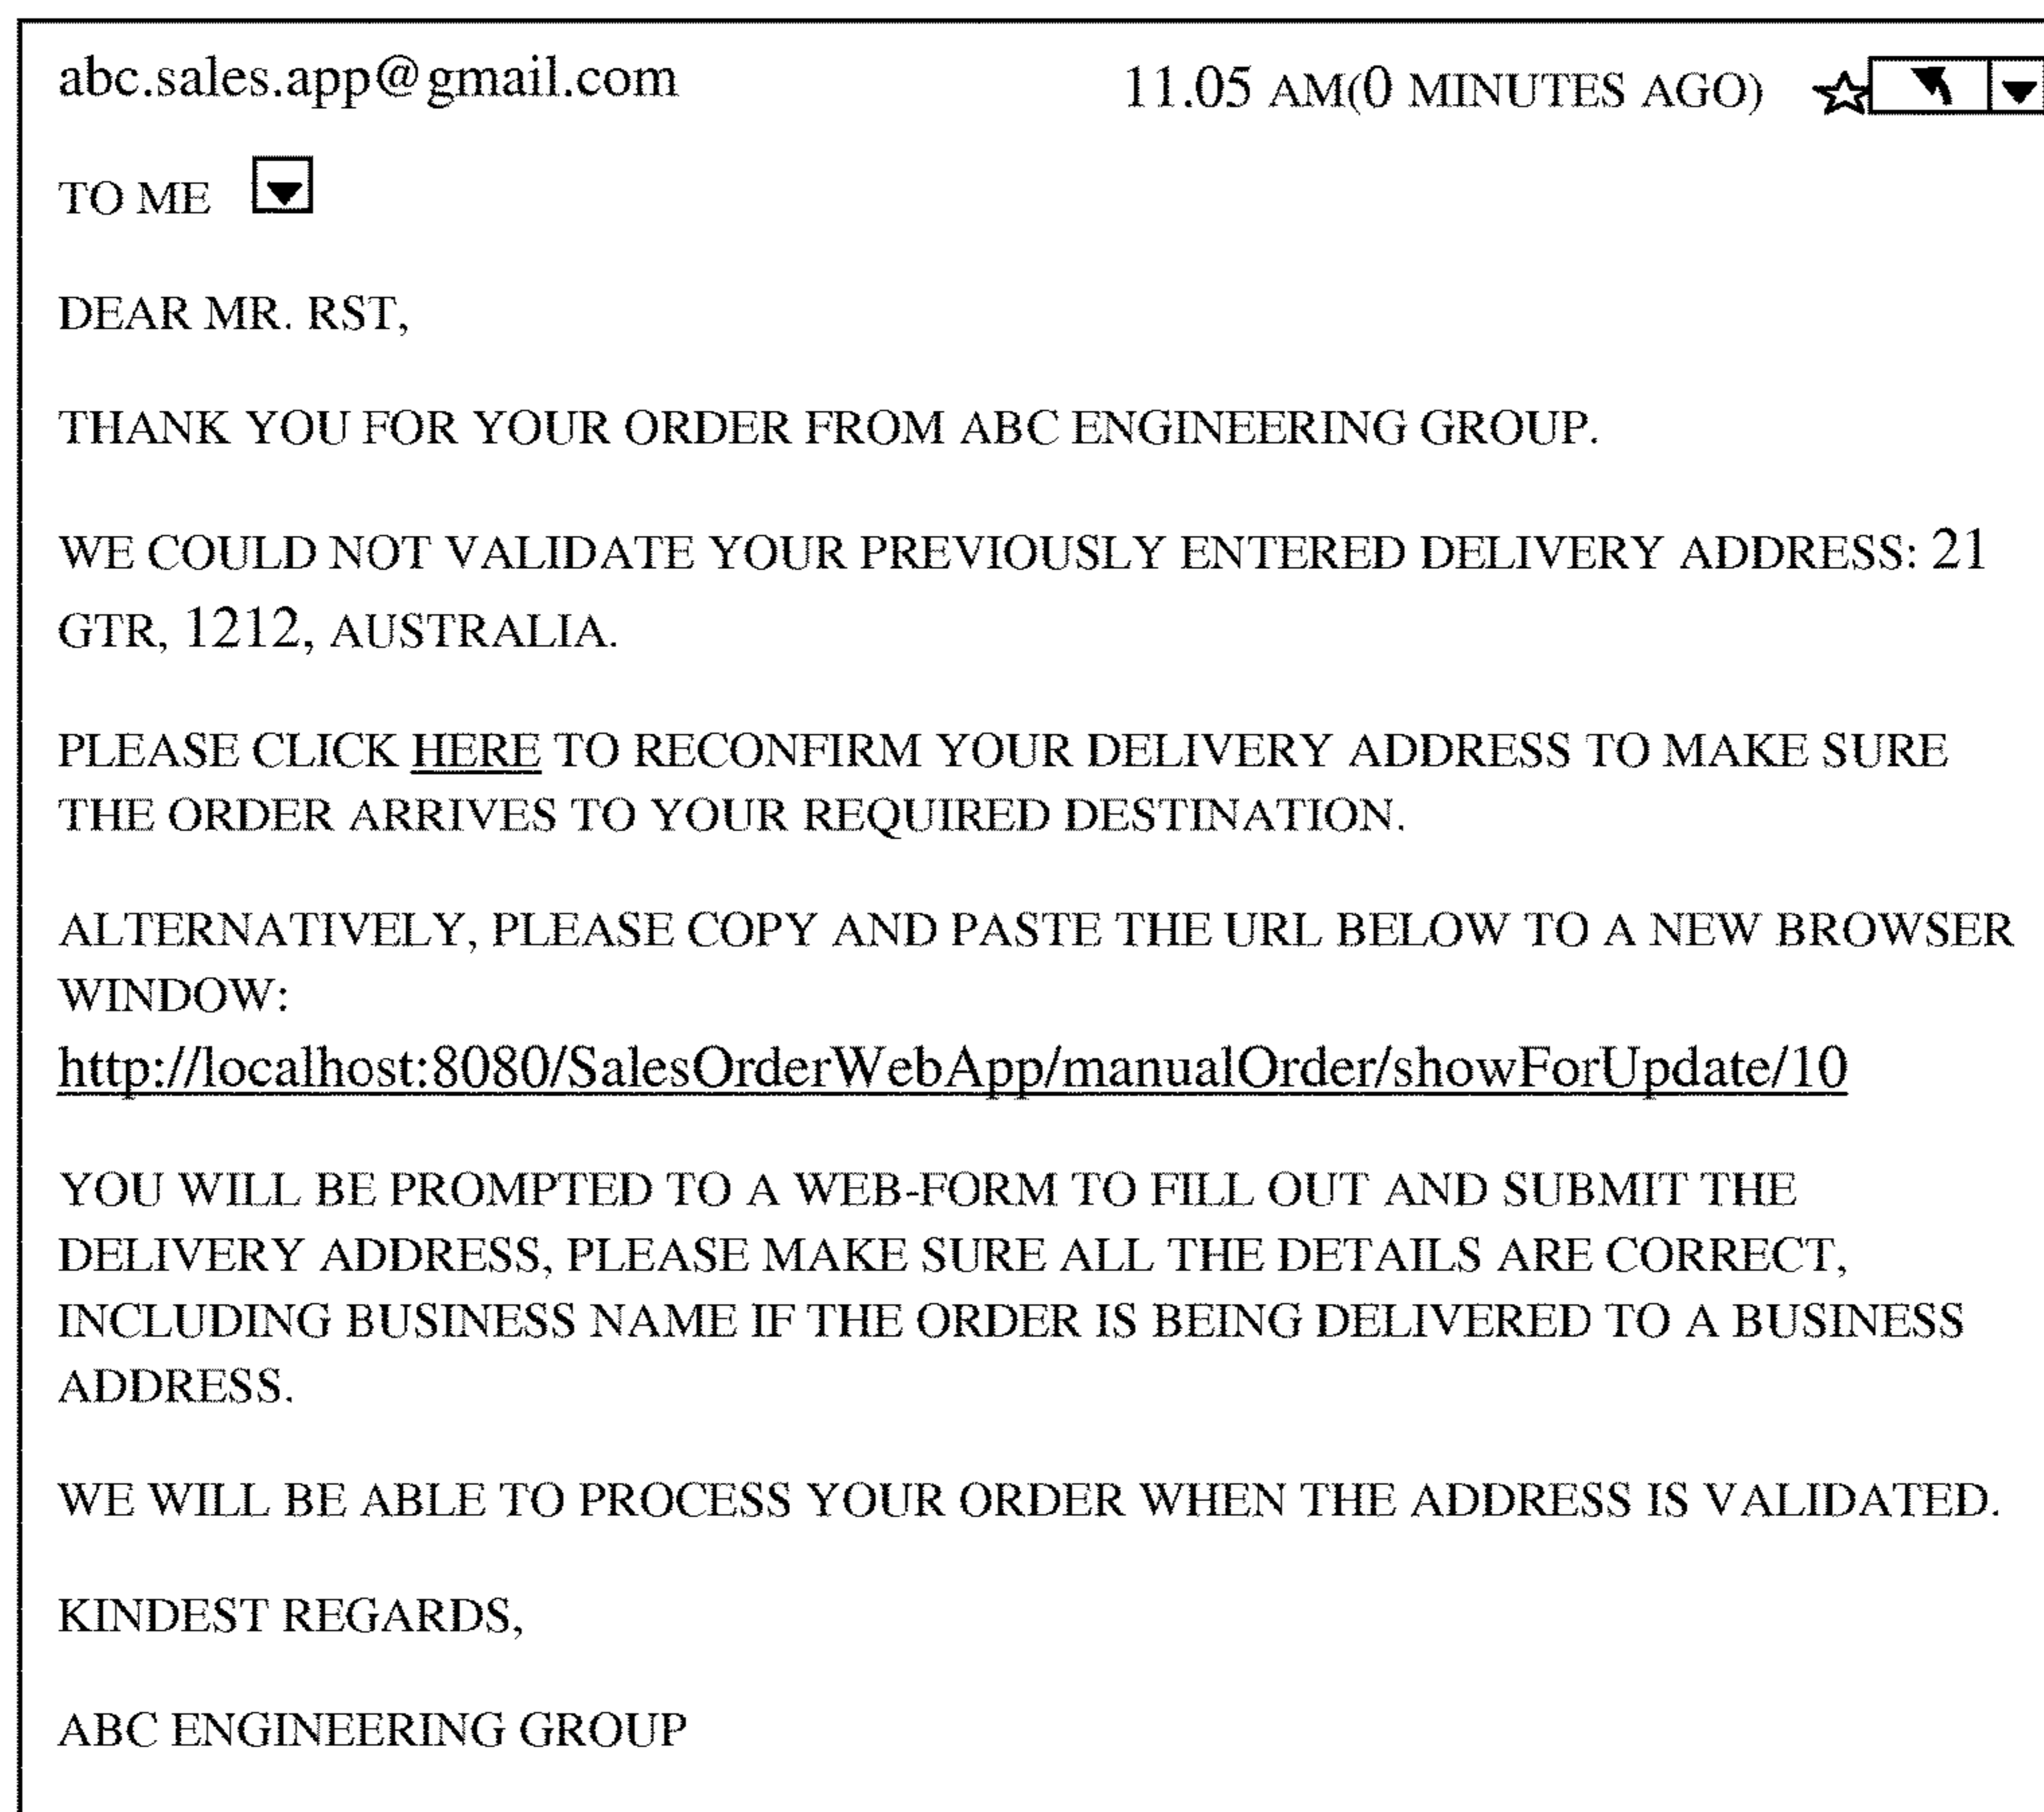 abc.sales.app@gmail.com 11.05 AM(0 MINUTES AGO)
TO ME
DEAR MR. RST,
THANK YOU FOR YOUR ORDER FROM ABC ENGINEERING GROUP.
WE COULD NOT VALIDATE YOUR PREVIOUSLY ENTERED DELIVERY ADDRESS: 21
GTR, 1212, AUSTRALIA.
PLEASE CLICK HERE TO RECONFIRM YOUR DELIVERY ADDRESS TO MAKE SURE
THE ORDER ARRIVES TO YOUR REQUIRED DESTINATION.
ALTERNATIVELY, PLEASE COPY AND PASTE THE URL BELOW TO A NEW BROWSER
WINDOW:
http://localhost:8080/SalesOrderWebApp/manualOrder/showForUpdate/10
YOU WILL BE PROMPTED TO A WEB-FORM TO FILL OUT AND SUBMIT THE
DELIVERY ADDRESS, PLEASE MAKE SURE ALL THE DETAILS ARE CORRECT,
INCLUDING BUSINESS NAME IF THE ORDER IS BEING DELIVERED TO A BUSINESS
ADDRESS.
WE WILL BE ABLE TO PROCESS YOUR ORDER WHEN THE ADDRESS IS VALIDATED.
KINDEST REGARDS,
ABC ENGINEERING GROUP